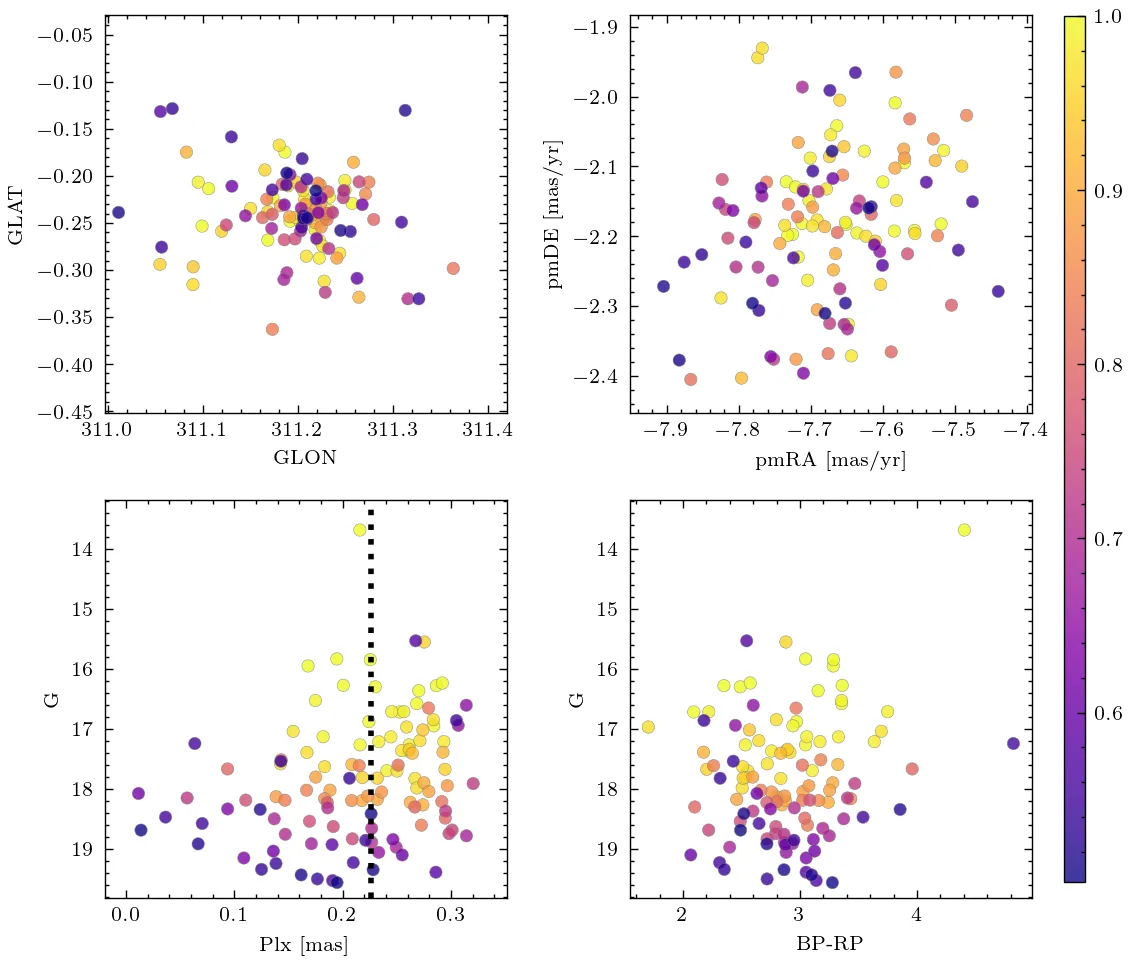 −0.05
−0.10
−0.15
−0.20
−0.25
−0.30
−0.35
−0.40
−0.45
GLAT
311.0 311.1 311.2 311.3 311.4
GLON
−1.9
−2.0
−2.1
−2.2
−2.3
−2.4
pmDE [mas/yr]
−7.9 −7.8 −7.7 −7.6 −7.5 −7.4
pmRA [mas/yr]
1.0
0.9
0.8
0.7
0.6
14
15
16
17
18
19
G
0.0 0.1 0.2 0.3
Plx [mas]
14
15
16
17
18
19
G
2 3 4
BP-RP